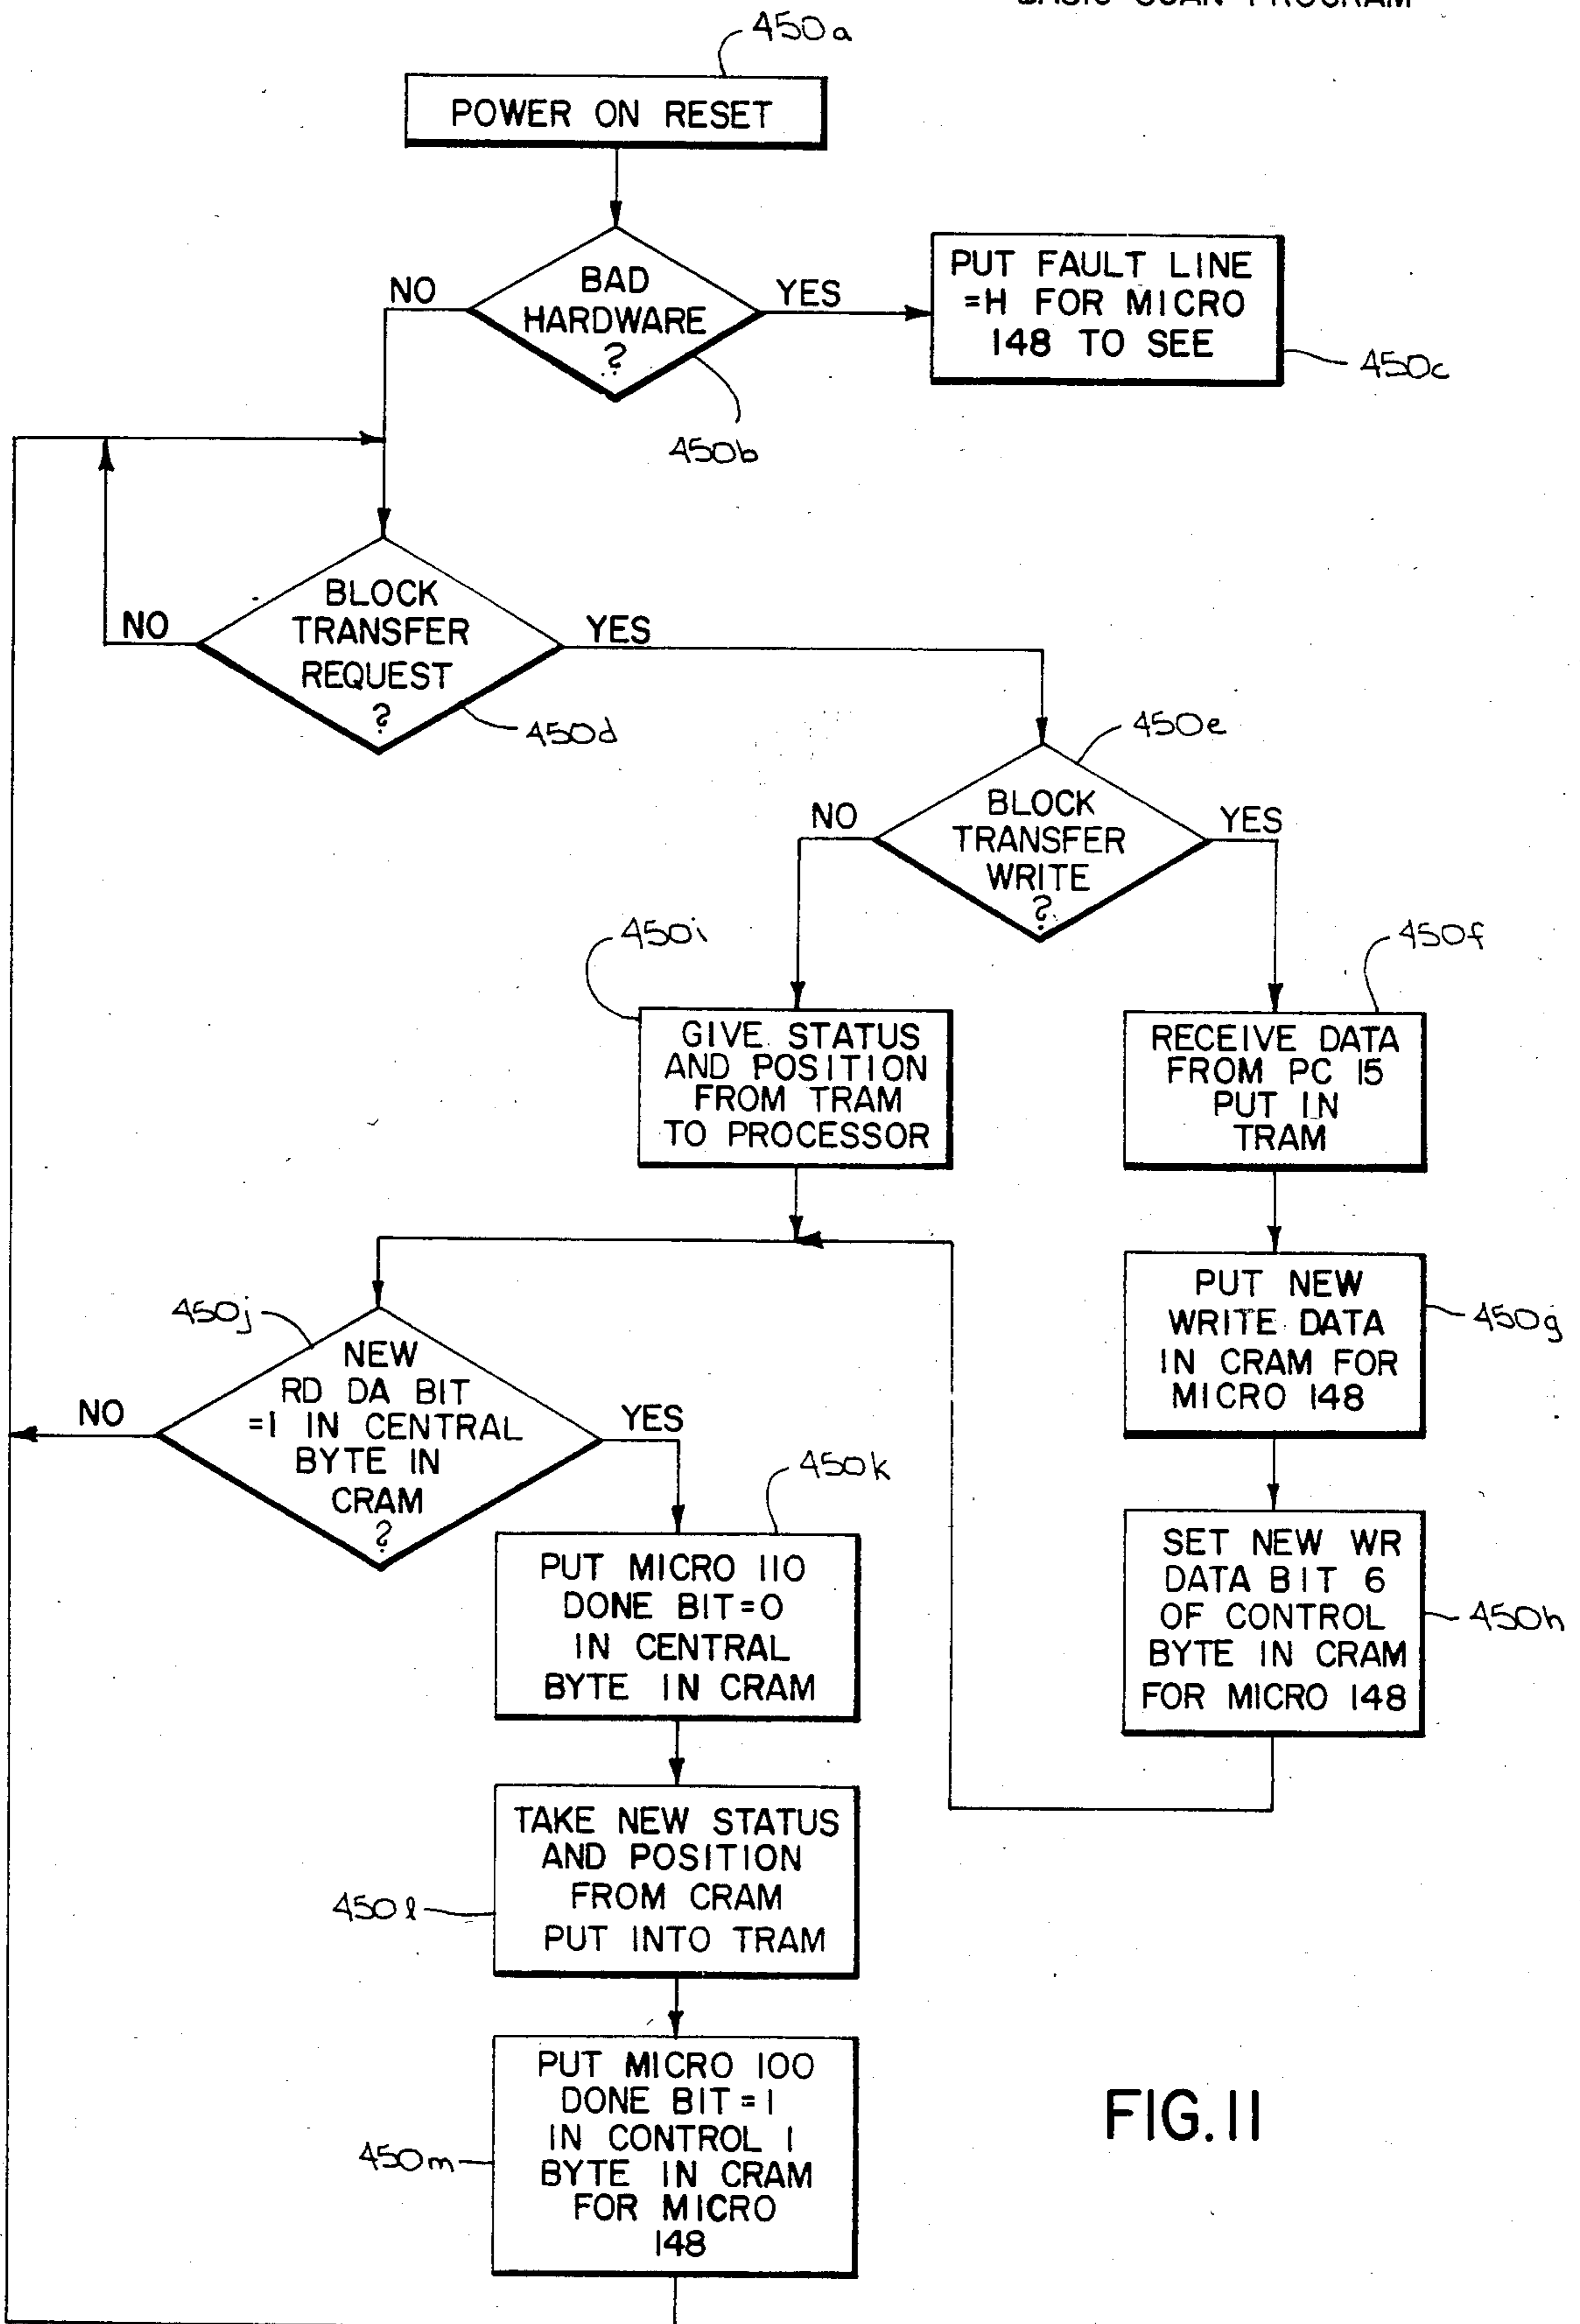 BASIC SCAN PROGRAM
450a
POWER ON RESET
BAD
HARDWARE
?
NO
YES
450b
PUT FAULT LINE
=H FOR MICRO
148 TO SEE
450c
BLOCK
TRANSFER
REQUEST
?
NO
YES
450d
450e
BLOCK
TRANSFER
WRITE
?
NO
YES
450i
GIVE STATUS
AND POSITION
FROM TRAM
TO PROCESSOR
450f
RECEIVE DATA
FROM PC 15
PUT IN
TRAM
PUT NEW
WRITE DATA
IN CRAM FOR
MICRO 148
450g
450j
NEW
RD DA BIT
=1 IN CENTRAL
BYTE IN
CRAM
?
NO
YES
450k
PUT MICRO 110
DONE BIT=0
IN CENTRAL
BYTE IN CRAM
SET NEW WR
DATA BIT 6
OF CONTROL
BYTE IN CRAM
FOR MICRO 148
450h
TAKE NEW STATUS
AND POSITION
FROM CRAM
PUT INTO TRAM
450l
PUT MICRO 100
DONE BIT=1
IN CONTROL 1
BYTE IN CRAM
FOR MICRO
148
450m
FIG.11